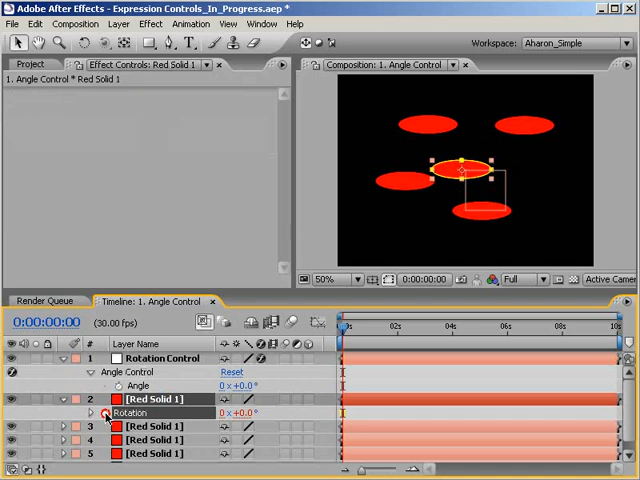 Adobe After Effects - Expression Controls_In_Progress.aep *
File Edit Composition Layer Effect Animation View Window Help
Workspace: Aharon_Simple
Project Effect Controls: Red Solid 1
1. Angle Control * Red Solid 1
Composition: 1. Angle Control
50% 0:00:00:00 Full Active Camer
Render Queue Timeline: 1. Angle Control
0:00:00:00 (30.00 fps)
02s 04s 06s 08s 10s
# Layer Name
1 Rotation Control
Angle Control Reset
Angle 0 x+0.0°
2 [Red Solid 1]
Rotation 0 x+0.0°
3 [Red Solid 1]
4 [Red Solid 1]
5 [Red Solid 1]